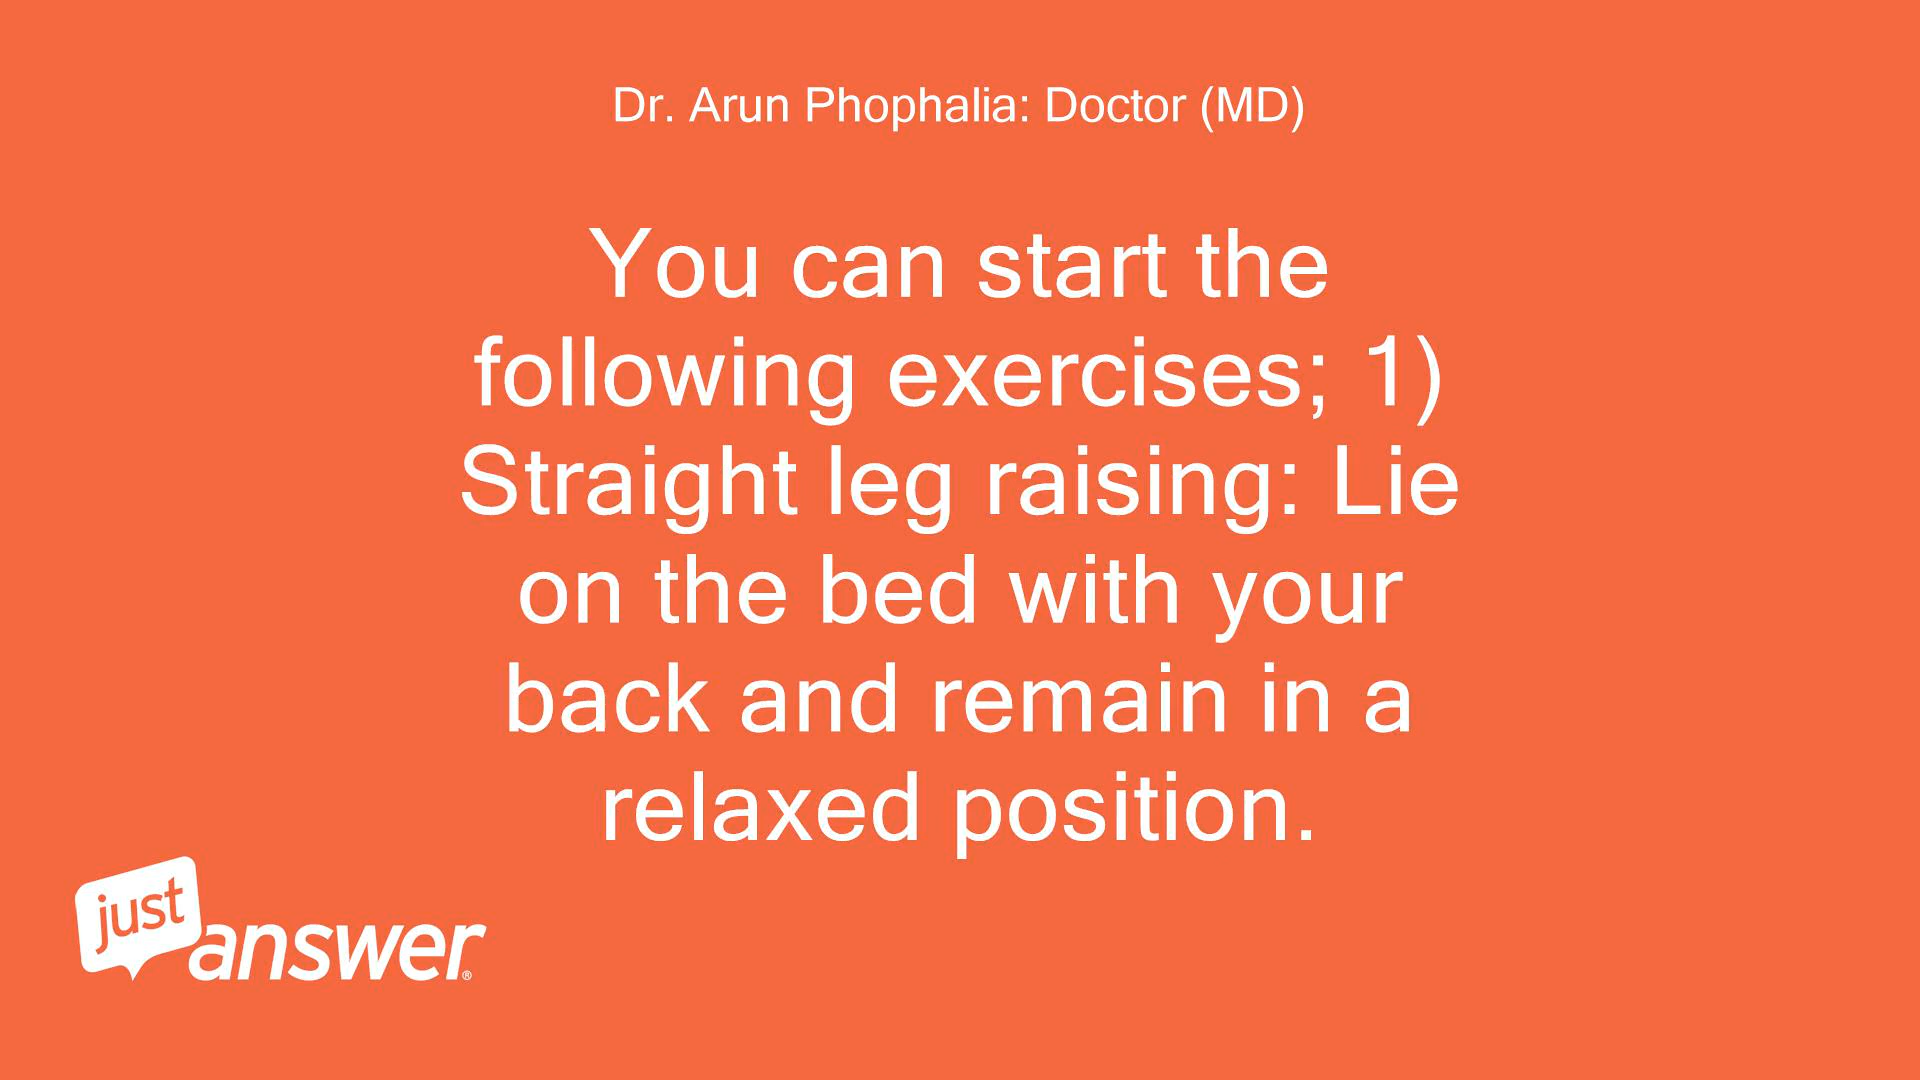 Dr. Arun Phophalia: Doctor (MD)
You can start the
following exercises; 1)
Straight leg raising: Lie
on the bed with your
back and remain in a
relaxed position.
just
answer®